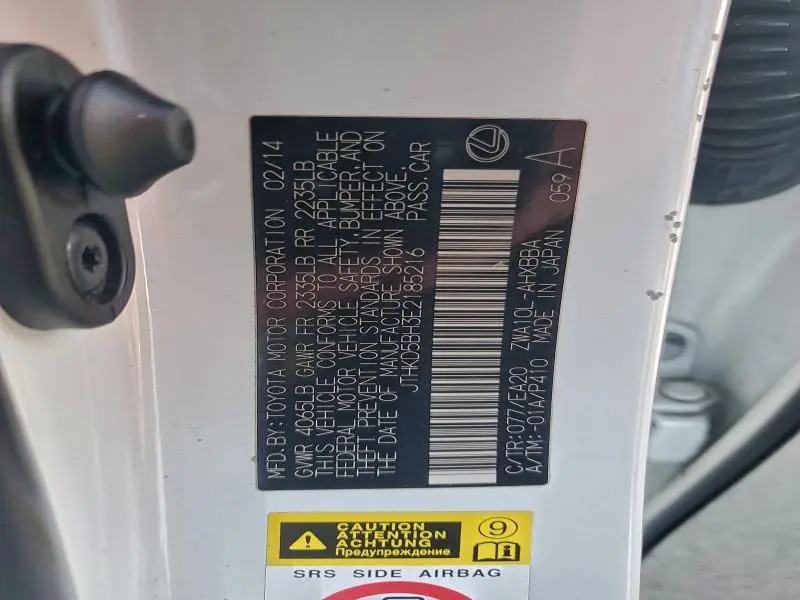 MFD.BY:TOYOTA MOTOR CORPORATION 02/14
GVWR 4065LB GAWR FR 2335LB RR 2235LB
THIS VEHICLE CONFORMS TO ALL APPLICABLE
FEDERAL MOTOR VEHICLE SAFETY, BUMPER, AND
THEFT PREVENTION STANDARDS IN EFFECT ON
THE DATE OF MANUFACTURE SHOWN ABOVE.
JTHKD5BH3E2185216 PASS.CAR
C/TR:077/EA20 ZWA10L-AHXBBA 059 A
A/TM:-01A/P410 MADE IN JAPAN
CAUTION
ATTENTION
ACHTUNG
Предупреждение
9
i
SRS SIDE AIRBAG